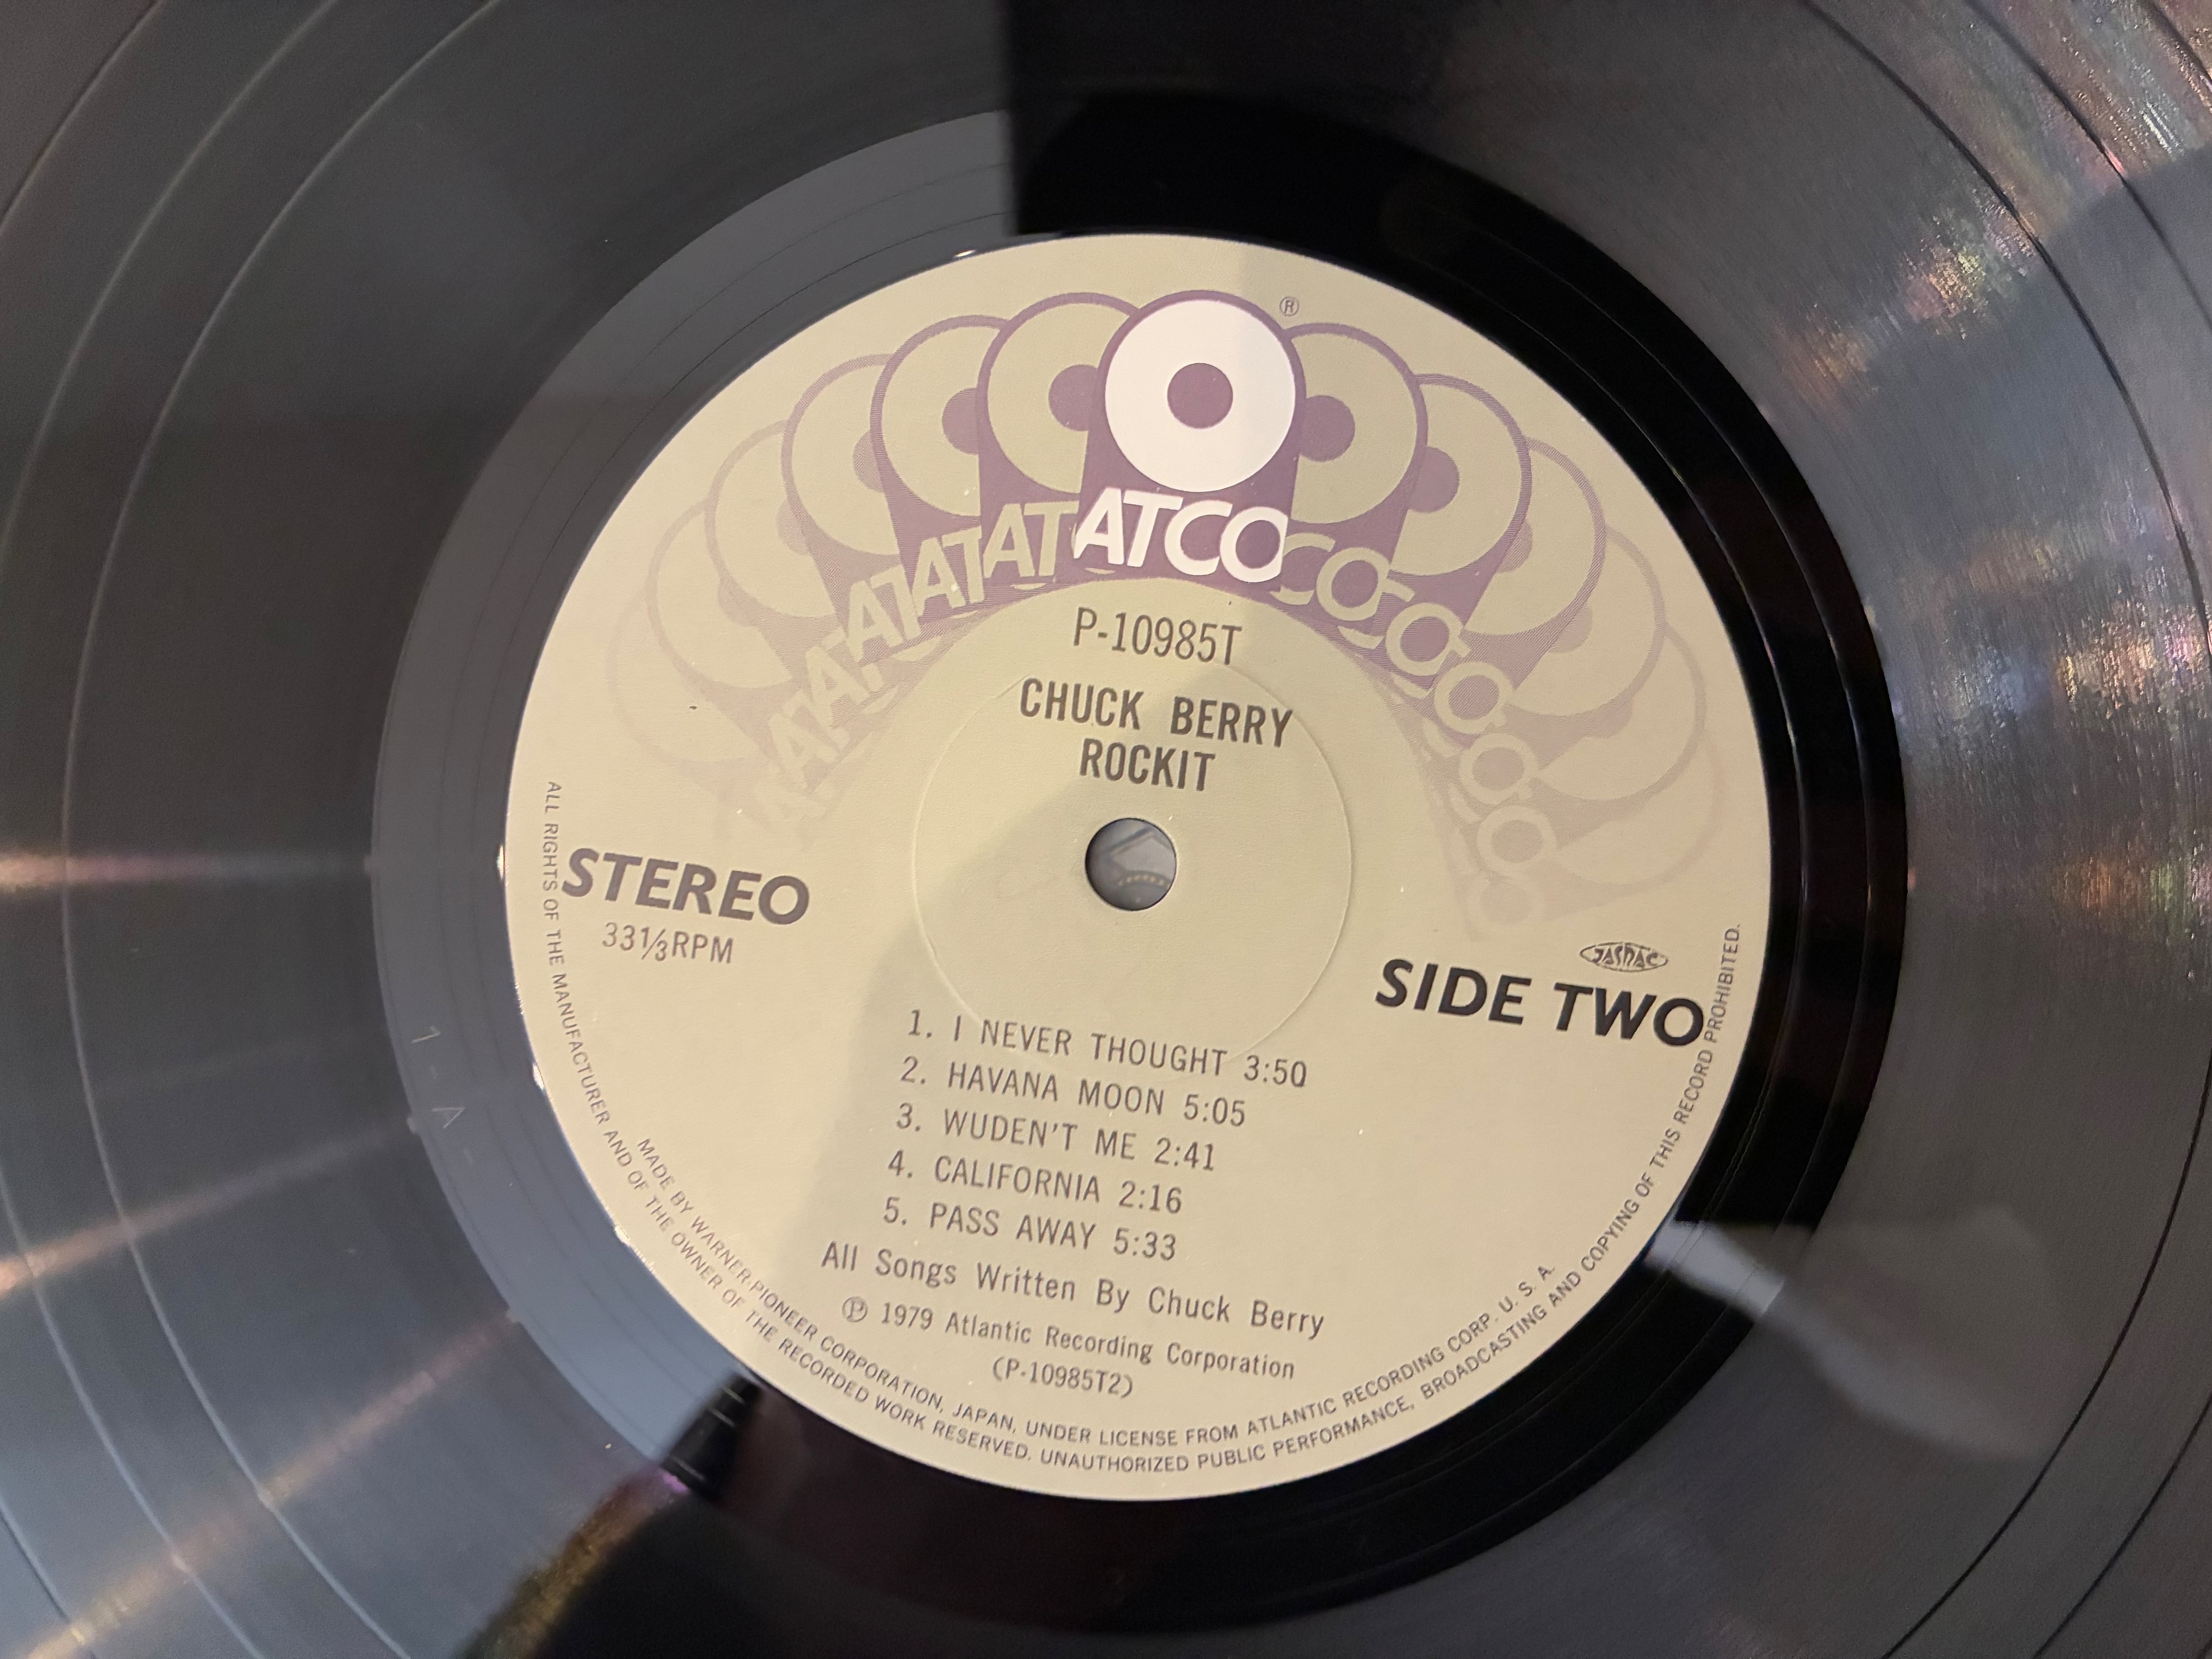 ®
ATCO
P-10985T
CHUCK BERRY
ROCKIT
STEREO
33⅓RPM
JASRAC
SIDE TWO
1. I NEVER THOUGHT 3:50
2. HAVANA MOON 5:05
3. WUDEN'T ME 2:41
4. CALIFORNIA 2:16
5. PASS AWAY 5:33
All Songs Written By Chuck Berry
℗ 1979 Atlantic Recording Corporation
(P-10985T2)
MADE BY WARNER-PIONEER CORPORATION, JAPAN, UNDER LICENSE FROM ATLANTIC RECORDING CORP. U. S. A.
ALL RIGHTS OF THE MANUFACTURER AND OF THE OWNER OF THE RECORDED WORK RESERVED. UNAUTHORIZED PUBLIC PERFORMANCE, BROADCASTING AND COPYING OF THIS RECORD PROHIBITED.
1 - A -